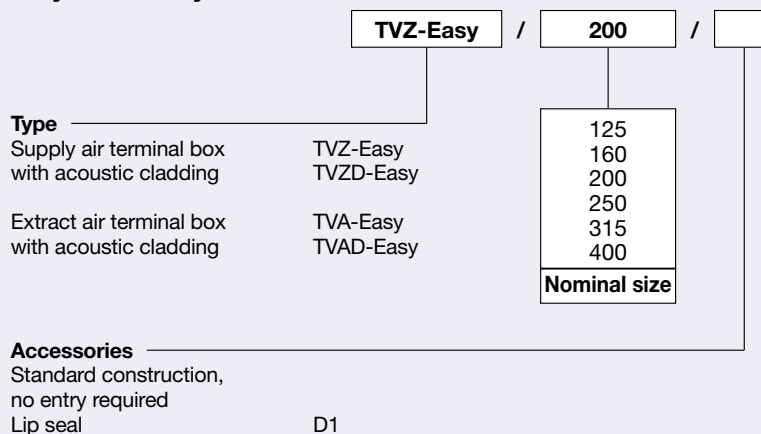 TVZ-Easy / 200 /
Type
Supply air terminal box TVZ-Easy
with acoustic cladding TVZD-Easy
Extract air terminal box TVA-Easy
with acoustic cladding TVAD-Easy
125
160
200
250
315
400
Nominal size
Accessories
Standard construction,
no entry required
Lip seal D1